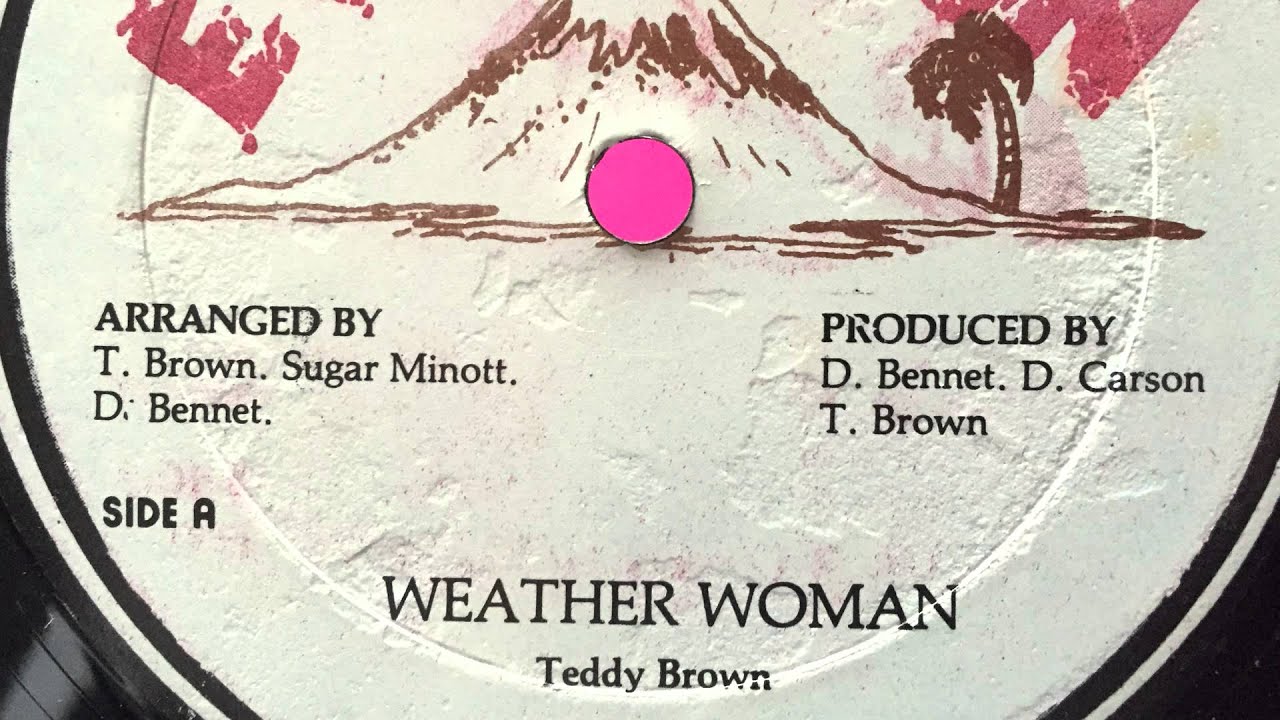 ARRANGED BY
T. Brown. Sugar Minott.
D. Bennet.
PRODUCED BY
D. Bennet. D. Carson
T. Brown
SIDE A
WEATHER WOMAN
Teddy Brown